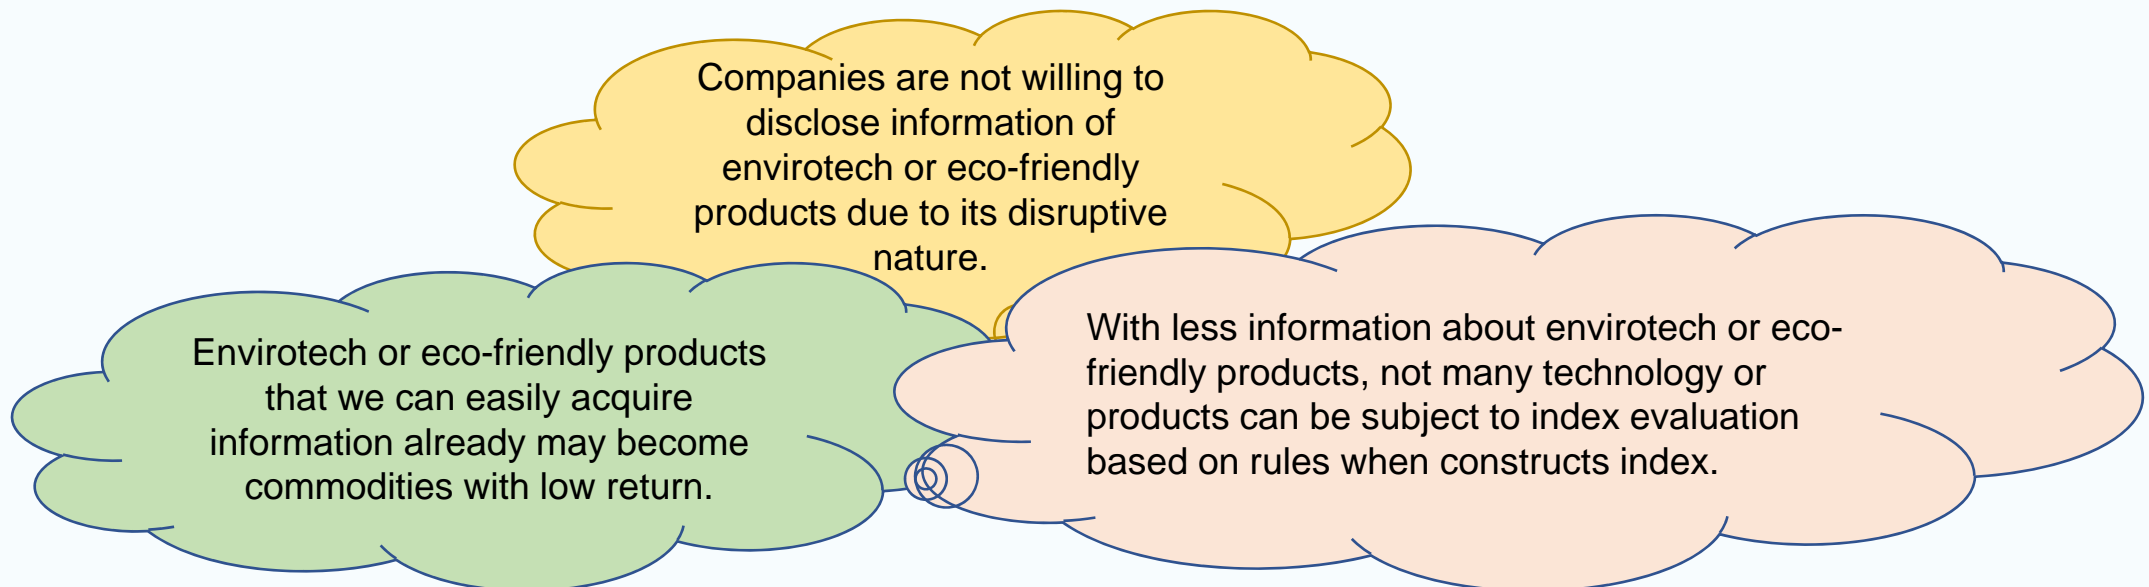 Companies are not willing to
disclose information of
envirotech or eco-friendly
products due to its disruptive
nature.
Envirotech or eco-friendly products
that we can easily acquire
information already may become
commodities with low return.
With less information about envirotech or eco-
friendly products, not many technology or
products can be subject to index evaluation
based on rules when constructs index.